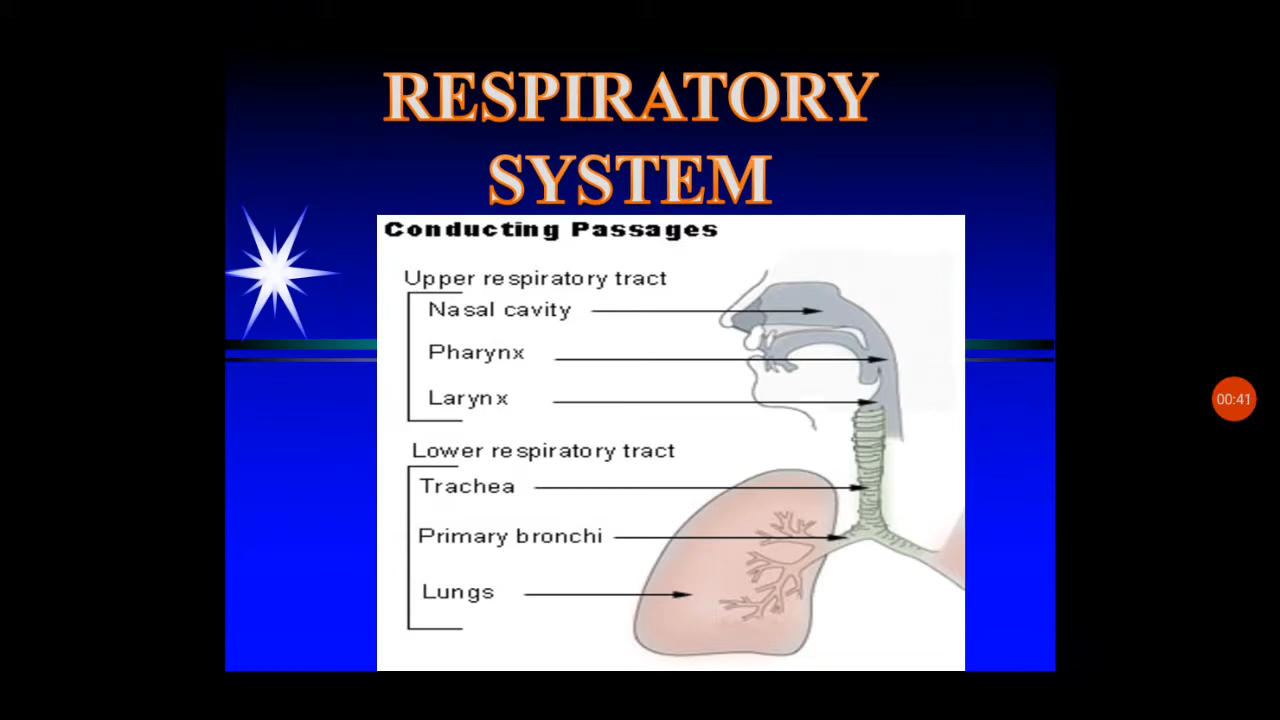 RESPIRATORY
SYSTEM
Conducting Passages
Upper respiratory tract
Nasal cavity
Pharynx
Larynx
Lower respiratory tract
Trachea
Primary bronchi
Lungs
00:41